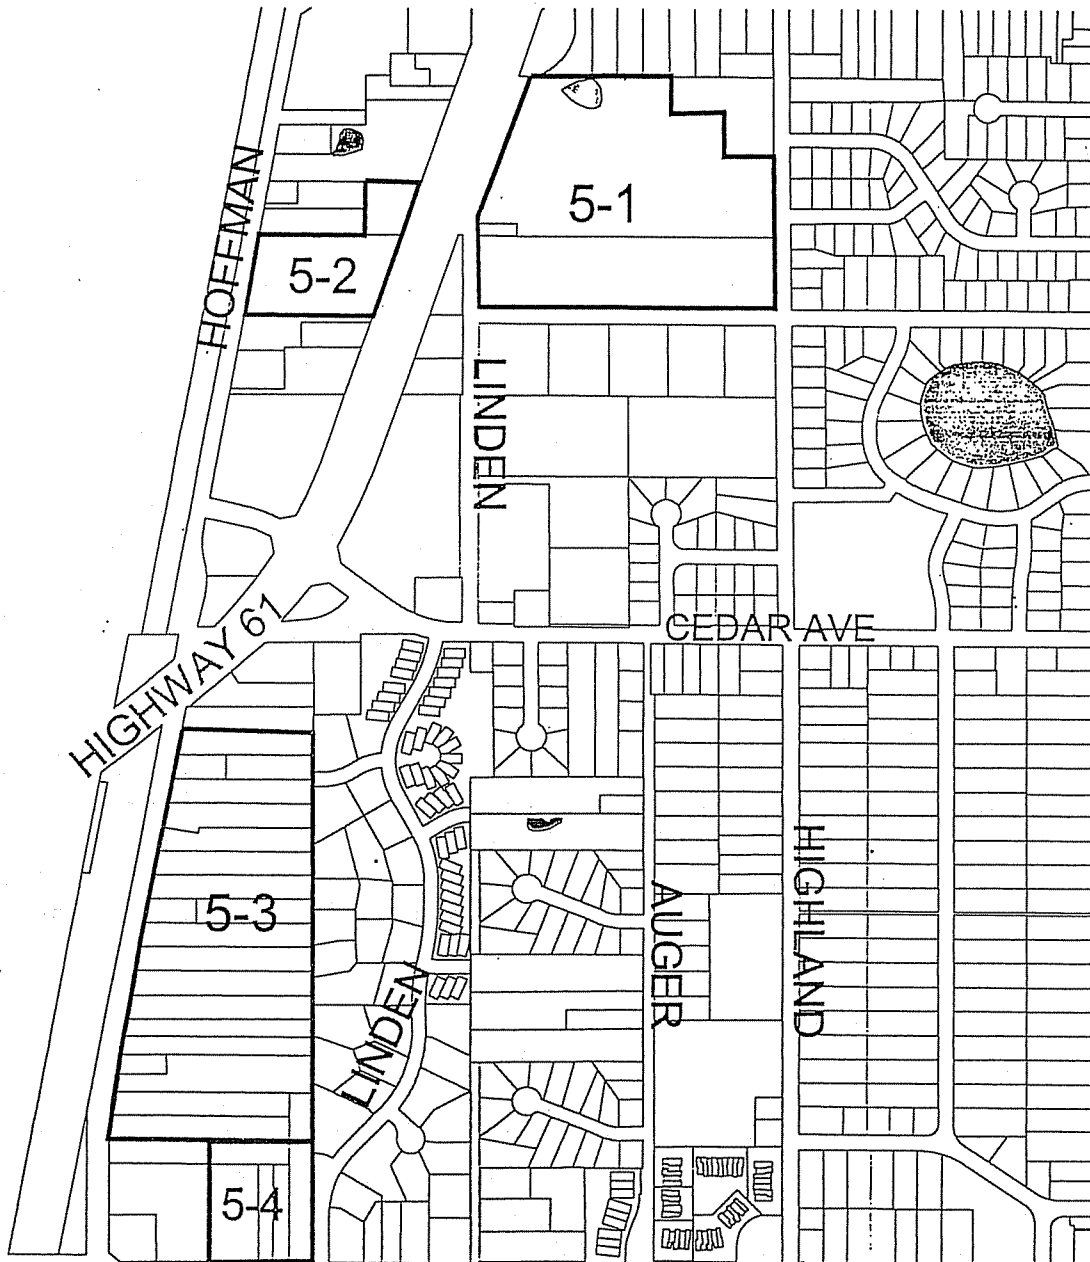 5-1
HOFFMAN
5-2
LINDEN
CEDAR AVE
HIGHWAY 61
5-3
HIGHLAND
AUGER
LINDEN
5-4